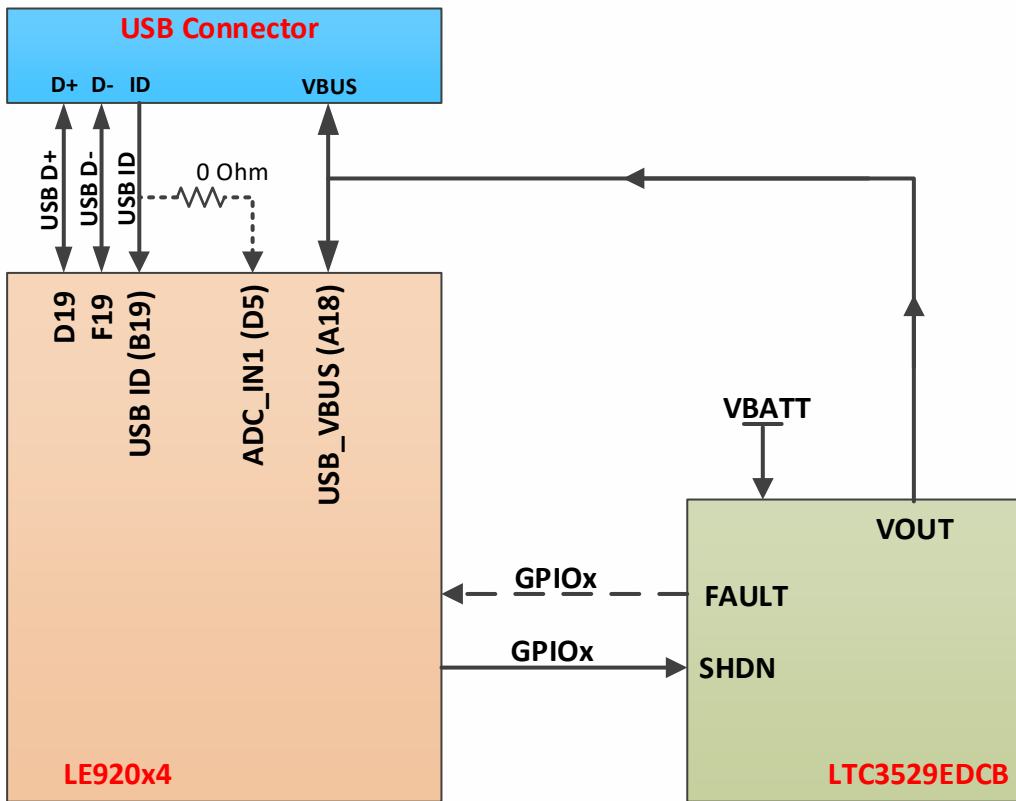 USB Connector
D+ D- ID VBUS
USB D+
USB D-
USB ID
0 Ohm
D19
F19
USB ID (B19)
ADC_IN1 (D5)
USB_VBUS (A18)
VBATT
VOUT
GPIOx
FAULT
GPIOx
SHDN
LE920x4
LTC3529EDCB